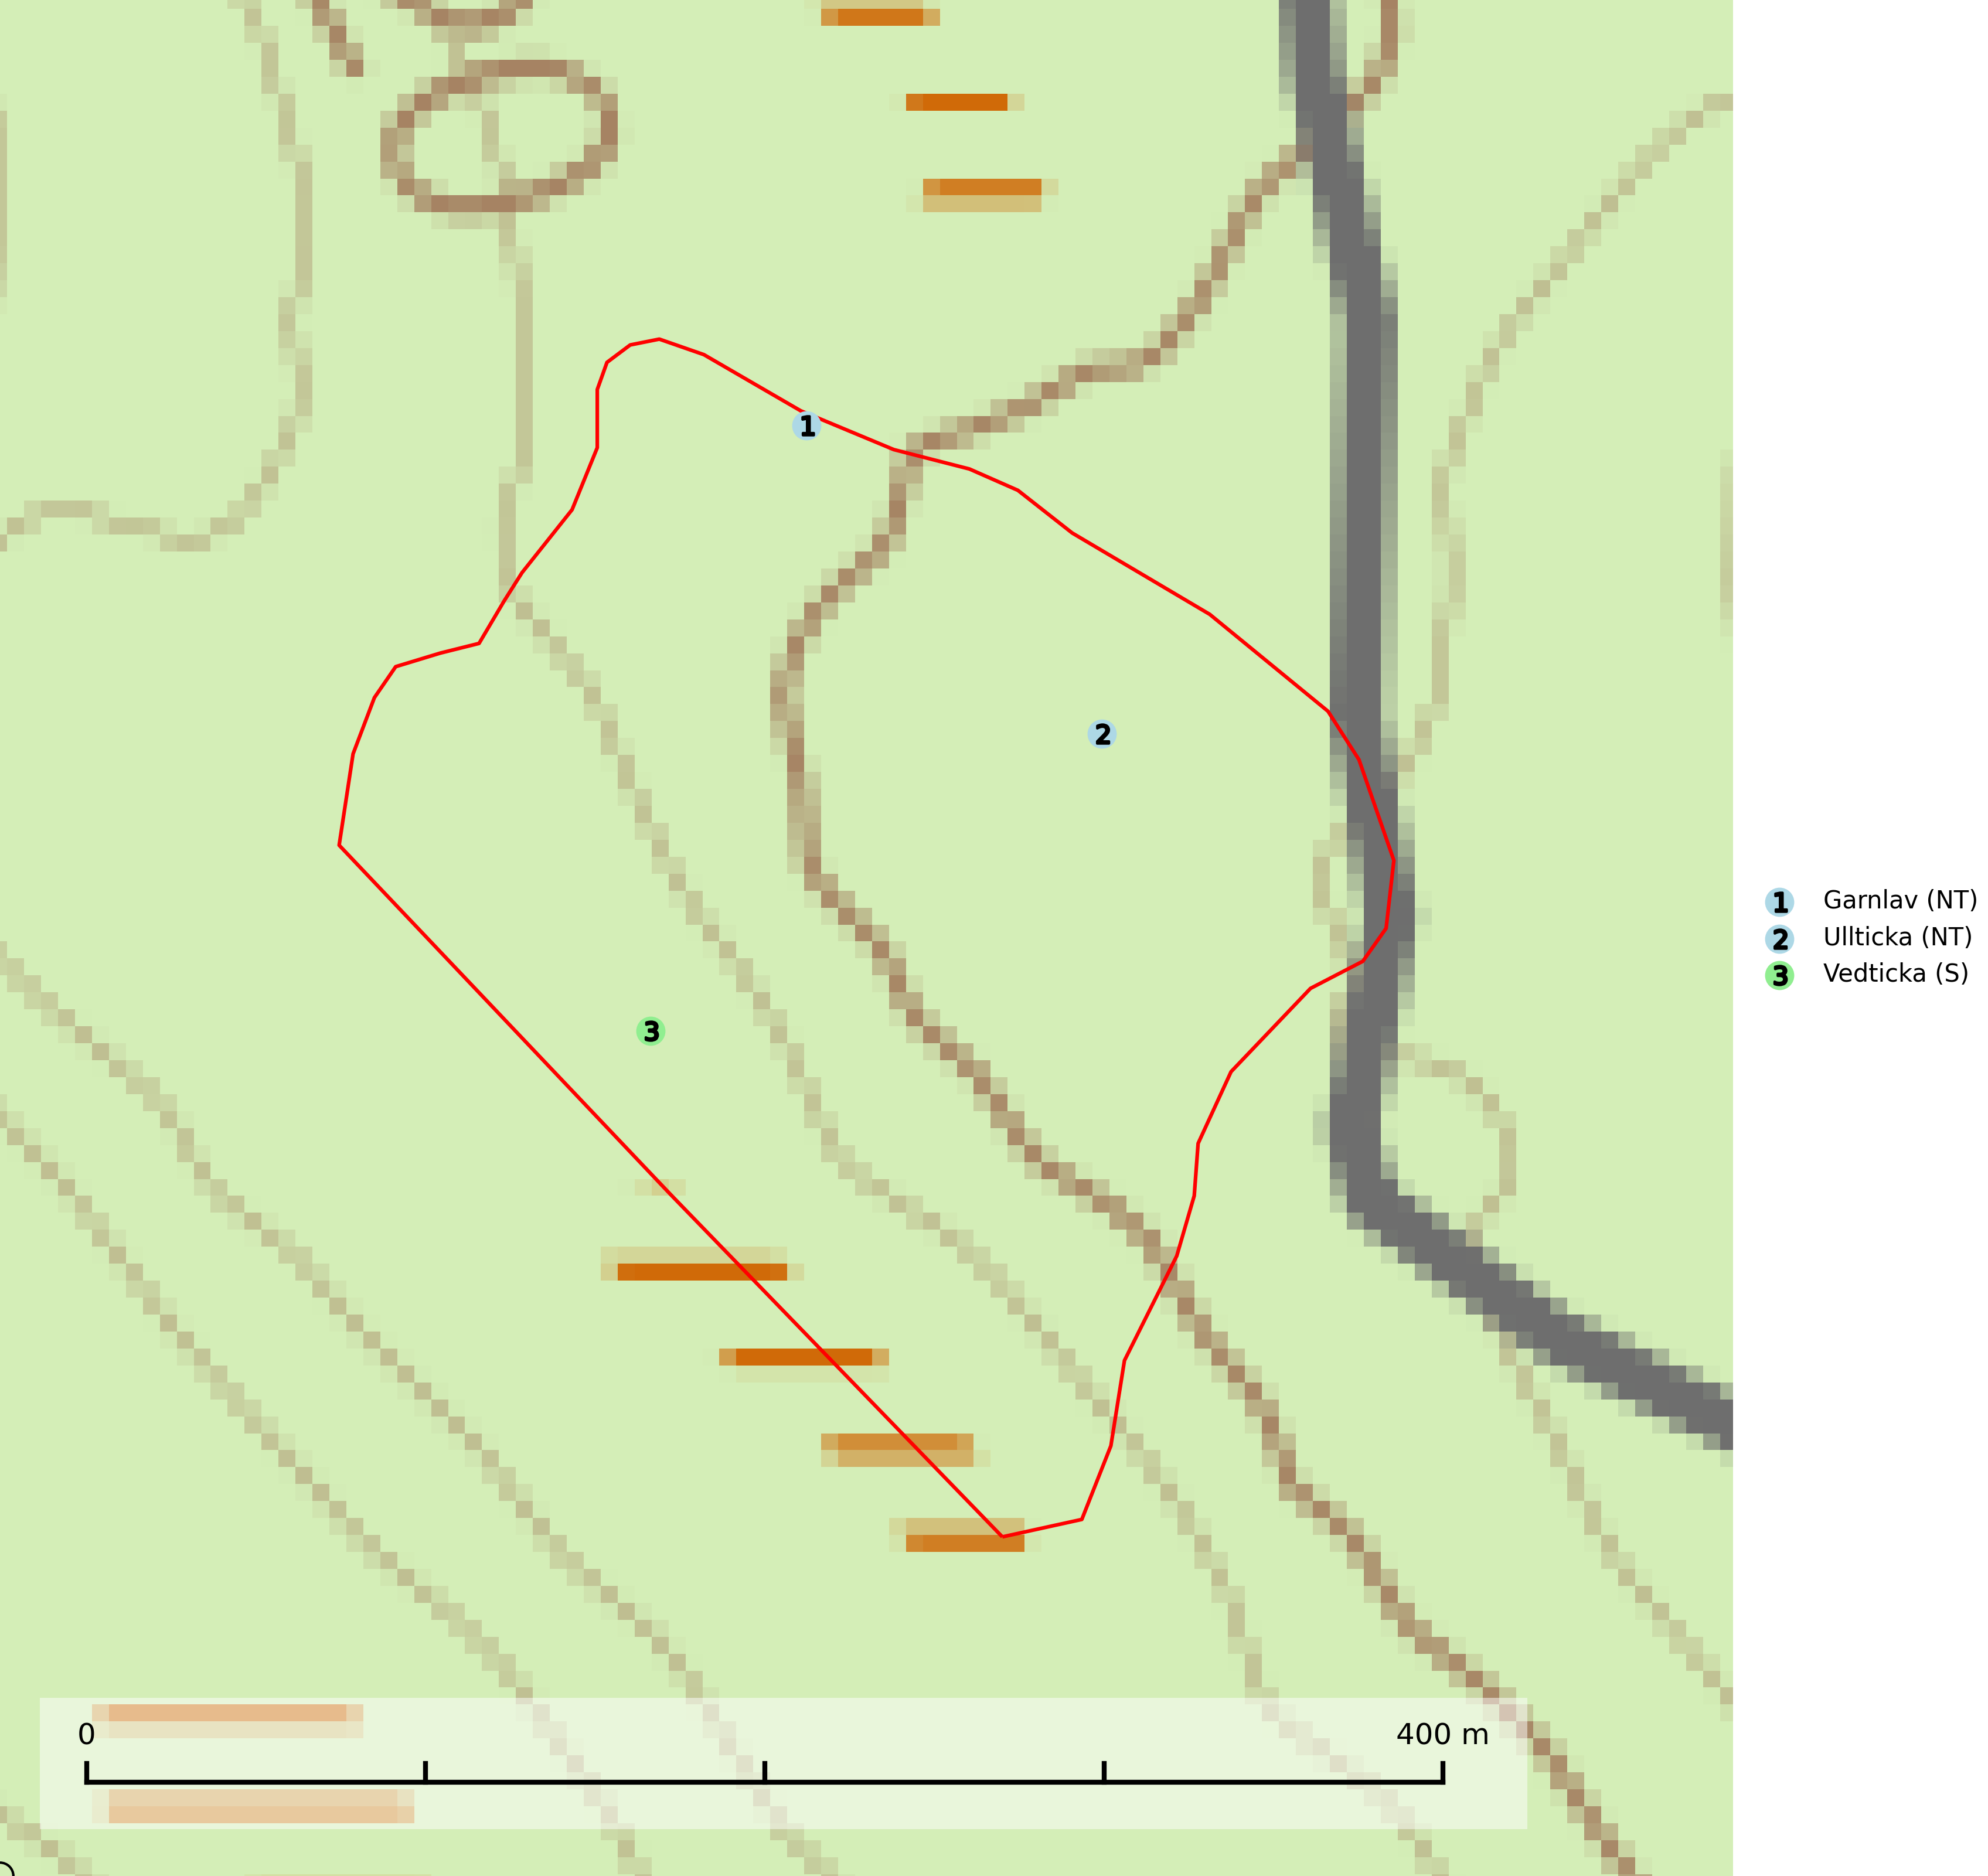 1
2
3
1 Garnlav (NT)
2 Ullticka (NT)
3 Vedticka (S)
0 400 m